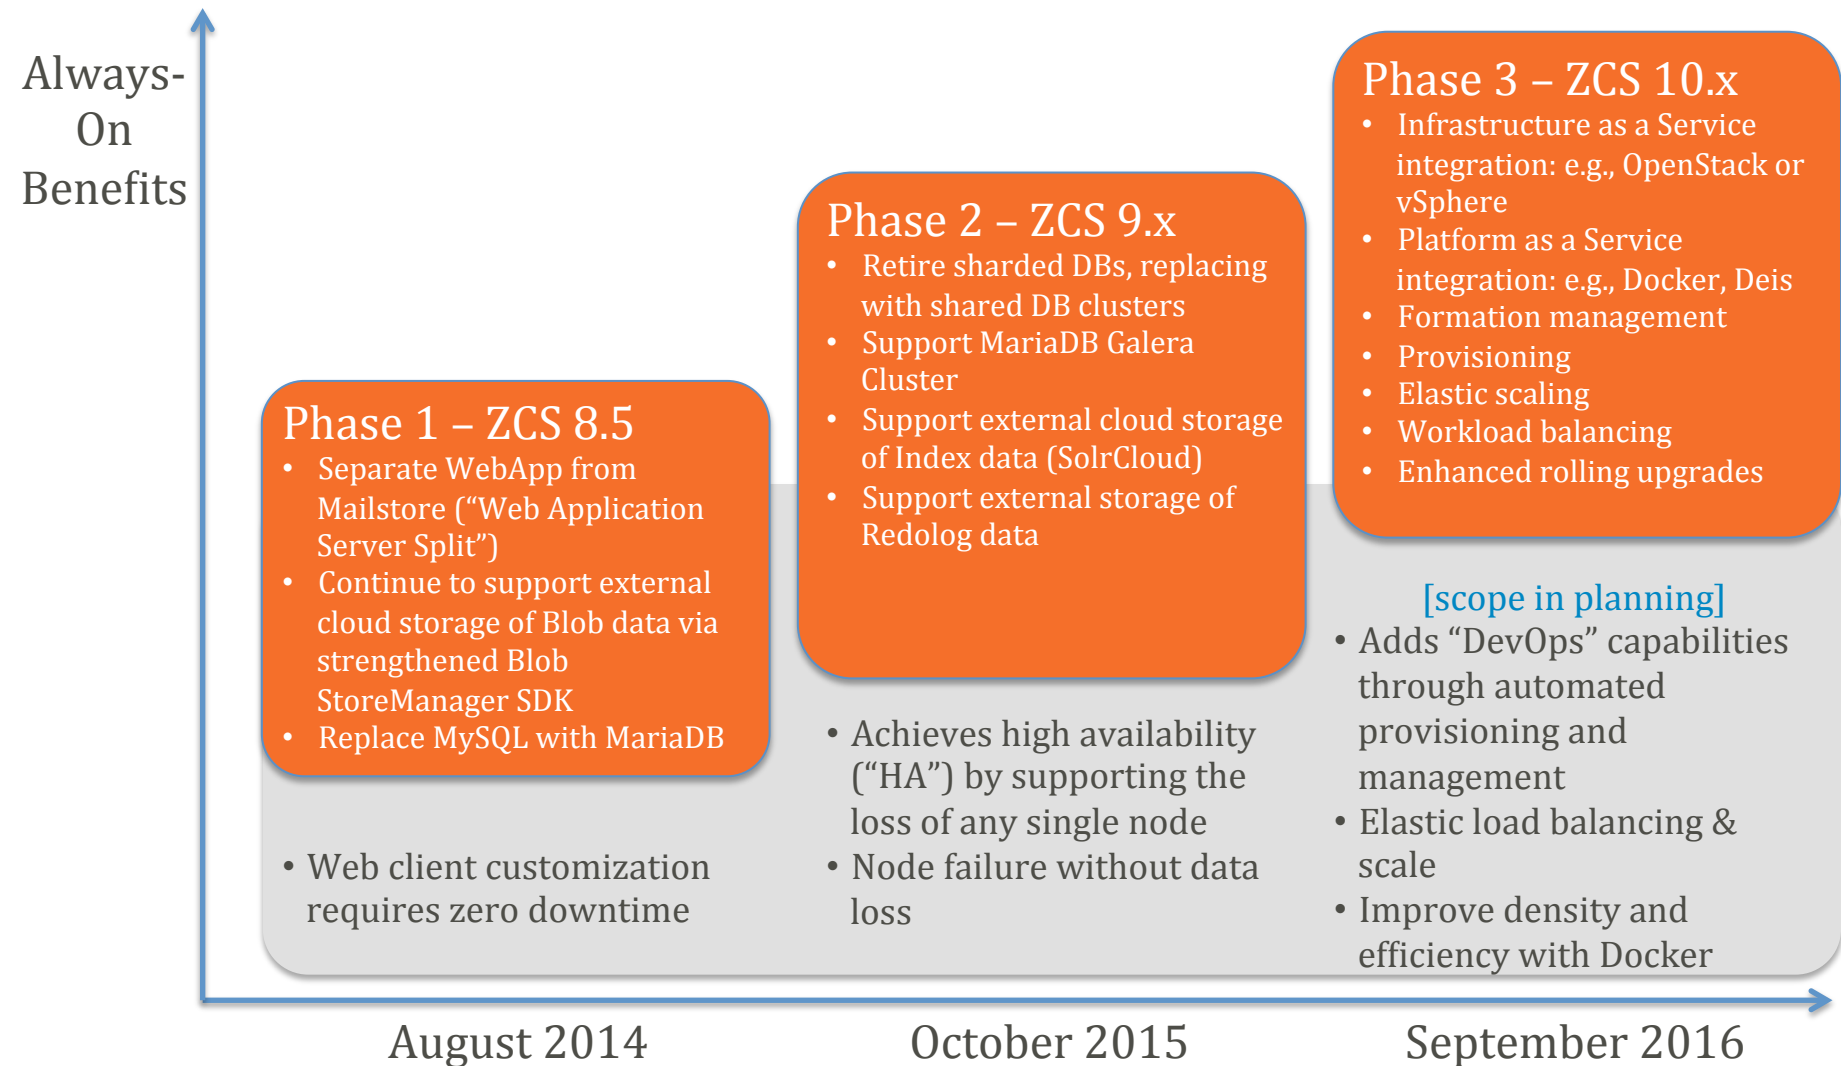 Always-
On
Benefits
Phase 1 – ZCS 8.5
• Separate WebApp from
Mailstore (“Web Application
Server Split”)
• Continue to support external
cloud storage of Blob data via
strengthened Blob
StoreManager SDK
• Replace MySQL with MariaDB
• Web client customization
requires zero downtime
Phase 2 – ZCS 9.x
• Retire sharded DBs, replacing
with shared DB clusters
• Support MariaDB Galera
Cluster
• Support external cloud storage
of Index data (SolrCloud)
• Support external storage of
Redolog data
• Achieves high availability
(“HA”) by supporting the
loss of any single node
• Node failure without data
loss
Phase 3 – ZCS 10.x
• Infrastructure as a Service
integration: e.g., OpenStack or
vSphere
• Platform as a Service
integration: e.g., Docker, Deis
• Formation management
• Provisioning
• Elastic scaling
• Workload balancing
• Enhanced rolling upgrades
[scope in planning]
• Adds “DevOps” capabilities
through automated
provisioning and
management
• Elastic load balancing &
scale
• Improve density and
efficiency with Docker
August 2014
October 2015
September 2016